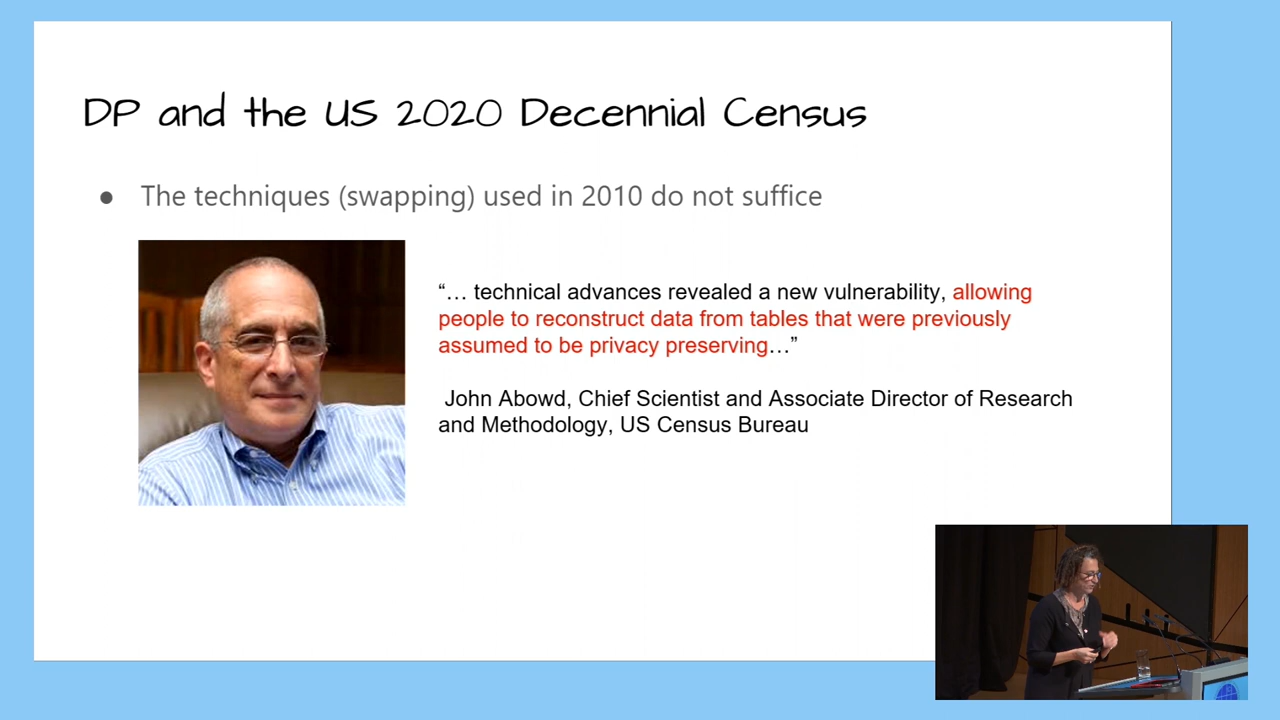 DP and the US 2020 Decennial Census
● The techniques (swapping) used in 2010 do not suffice
“… technical advances revealed a new vulnerability, allowing
people to reconstruct data from tables that were previously
assumed to be privacy preserving…”
John Abowd, Chief Scientist and Associate Director of Research
and Methodology, US Census Bureau